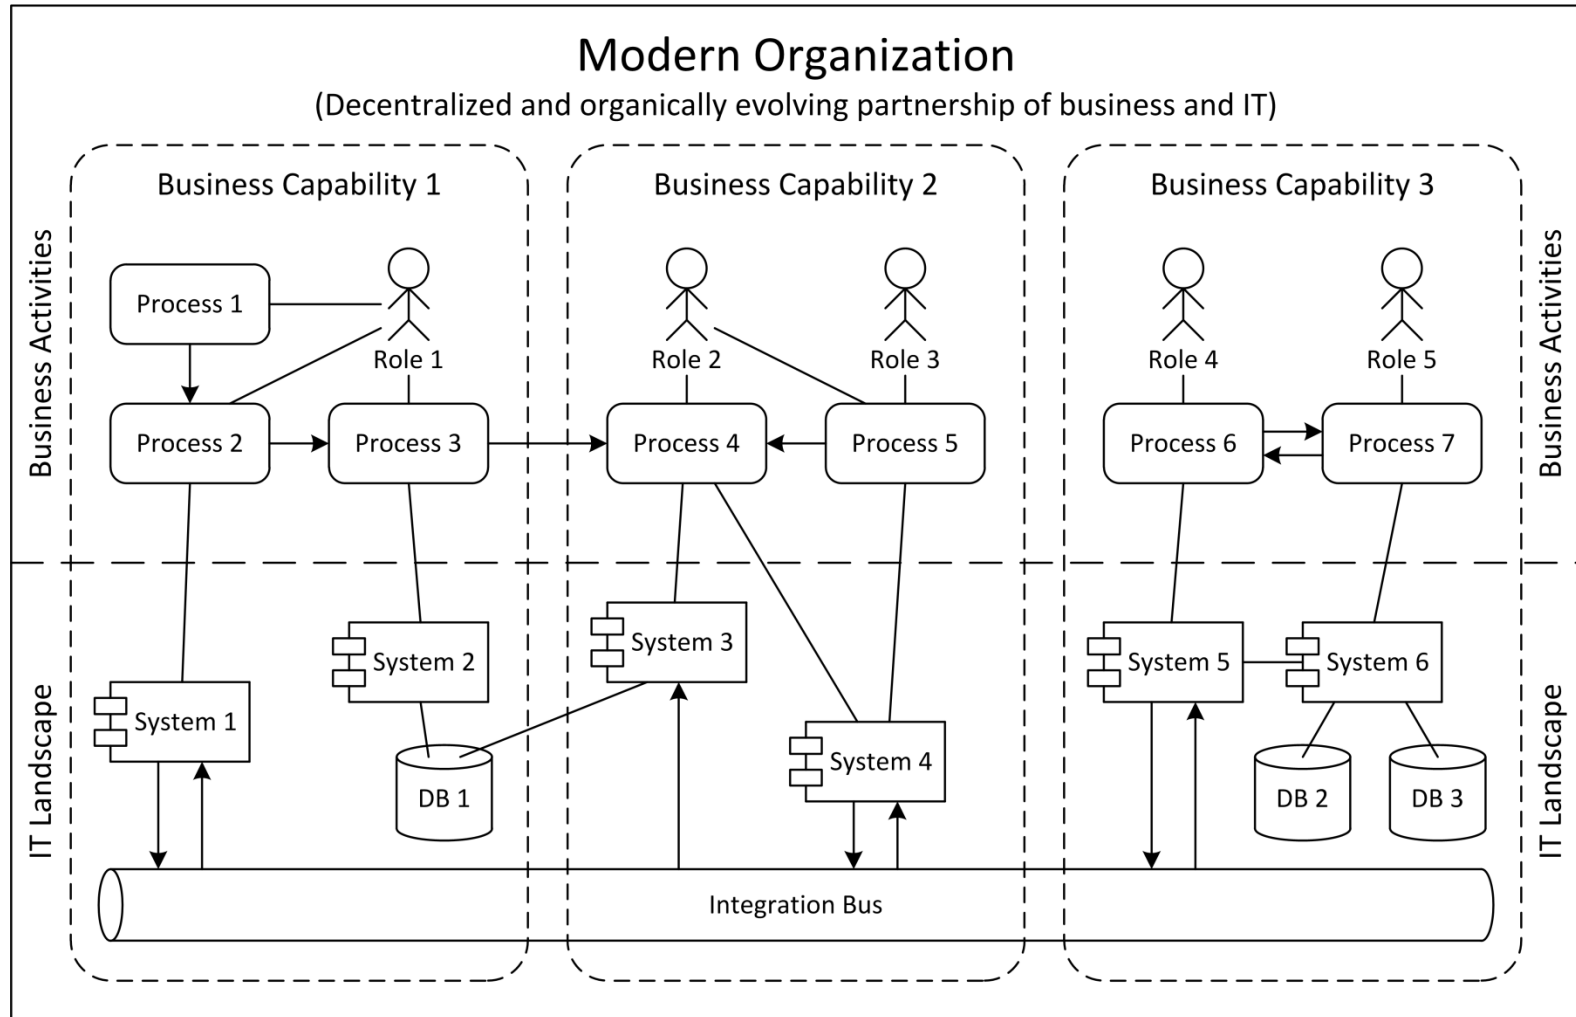 Modern Organization
(Decentralized and organically evolving partnership of business and IT)
Business Capability 1
Business Capability 2
Business Capability 3
Business Activities
Business Activities
Process 1
Role 1
Role 2
Role 3
Role 4
Role 5
Process 2
Process 3
Process 4
Process 5
Process 6
Process 7
IT Landscape
IT Landscape
System 1
System 2
System 3
System 4
System 5
System 6
DB 1
DB 2
DB 3
Integration Bus